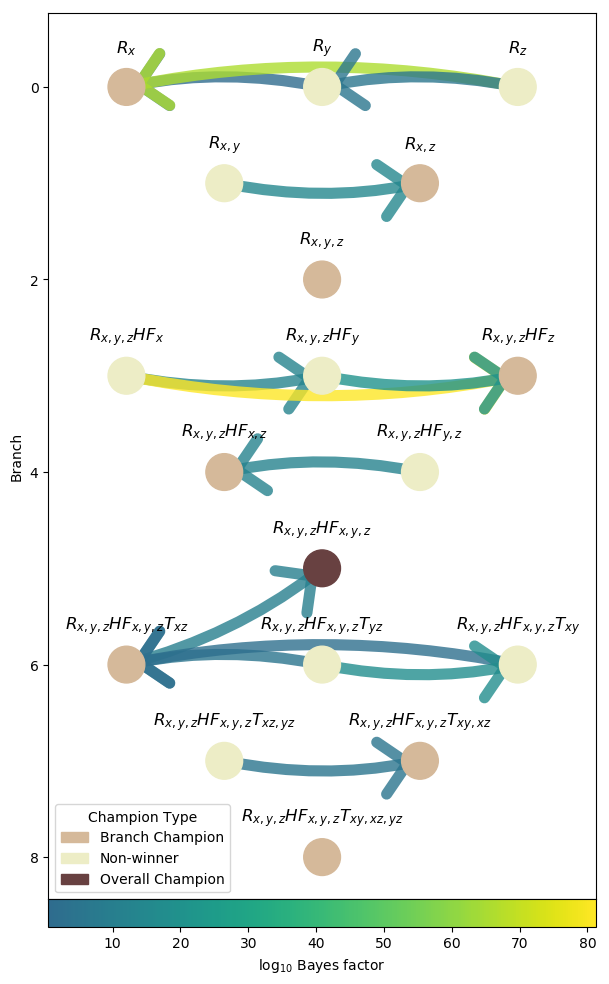 R_x R_y R_z
0
R_{x,y} R_{x,z}
R_{x,y,z}
2
R_{x,y,z}HF_x R_{x,y,z}HF_y R_{x,y,z}HF_z
R_{x,y,z}HF_{x,z} R_{x,y,z}HF_{y,z}
Branch
4
R_{x,y,z}HF_{x,y,z}
R_{x,y,z}HF_{x,y,z}T_{xz} R_{x,y,z}HF_{x,y,z}T_{yz} R_{x,y,z}HF_{x,y,z}T_{xy}
6
R_{x,y,z}HF_{x,y,z}T_{xz,yz} R_{x,y,z}HF_{x,y,z}T_{xy,xz}
R_{x,y,z}HF_{x,y,z}T_{xy,xz,yz}
Champion Type
Branch Champion
Non-winner
Overall Champion
8
10 20 30 40 50 60 70 80
log_{10} Bayes factor